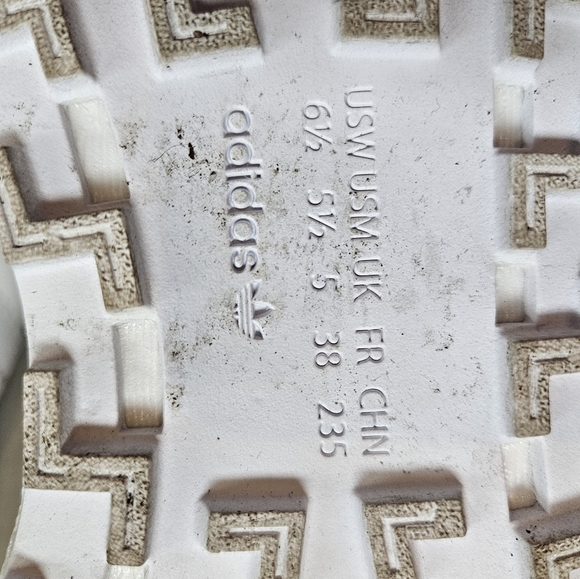 USW USM UK FR CHN
6½ 5½ 5 38 235
adidas